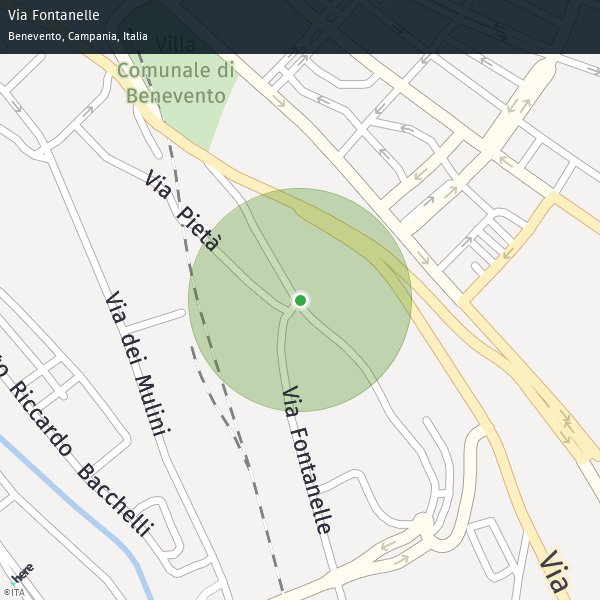 Via Fontanelle
Benevento, Campania, Italia
Villa
Comunale di
Benevento
Via Pietà
Via dei Mulini
Riccardo Bacchelli
Via Fontanelle
Via
here
©ITA